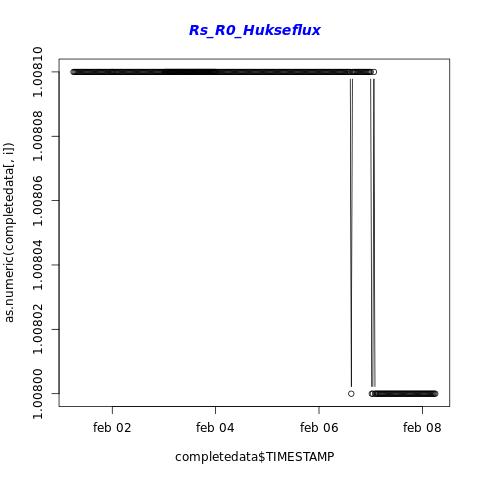 Rs_R0_Hukseflux
as.numeric(completedata[, i])
1.00810
1.00808
1.00806
1.00804
1.00802
1.00800
feb 02
feb 04
feb 06
feb 08
completedata$TIMESTAMP